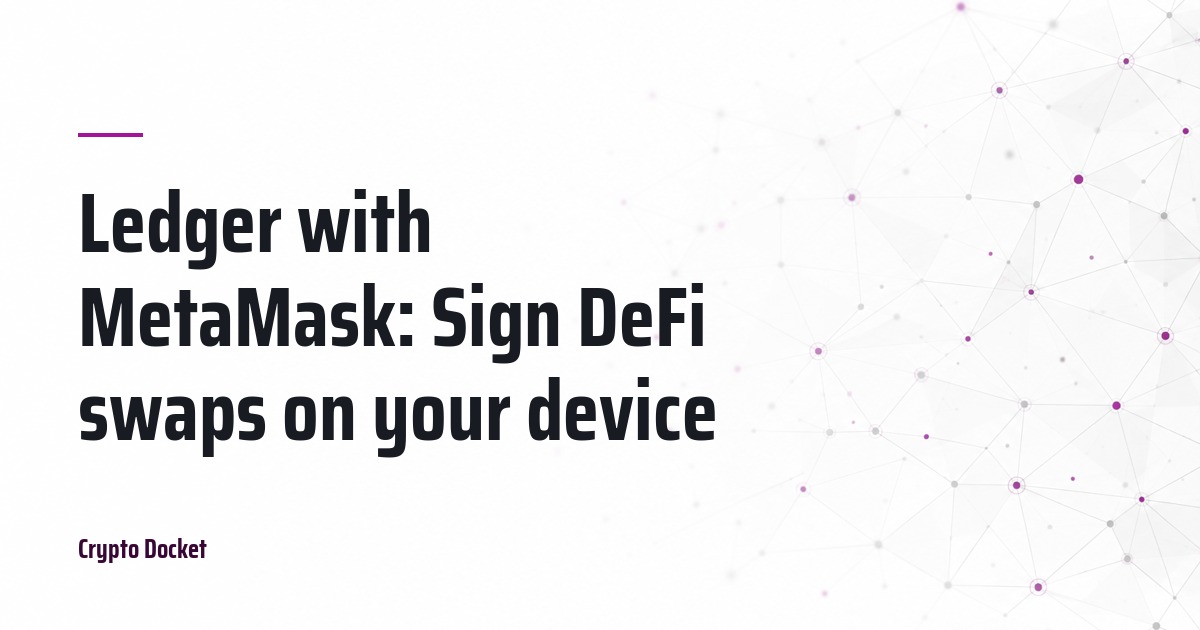 Ledger with
MetaMask: Sign DeFi
swaps on your device
Crypto Docket